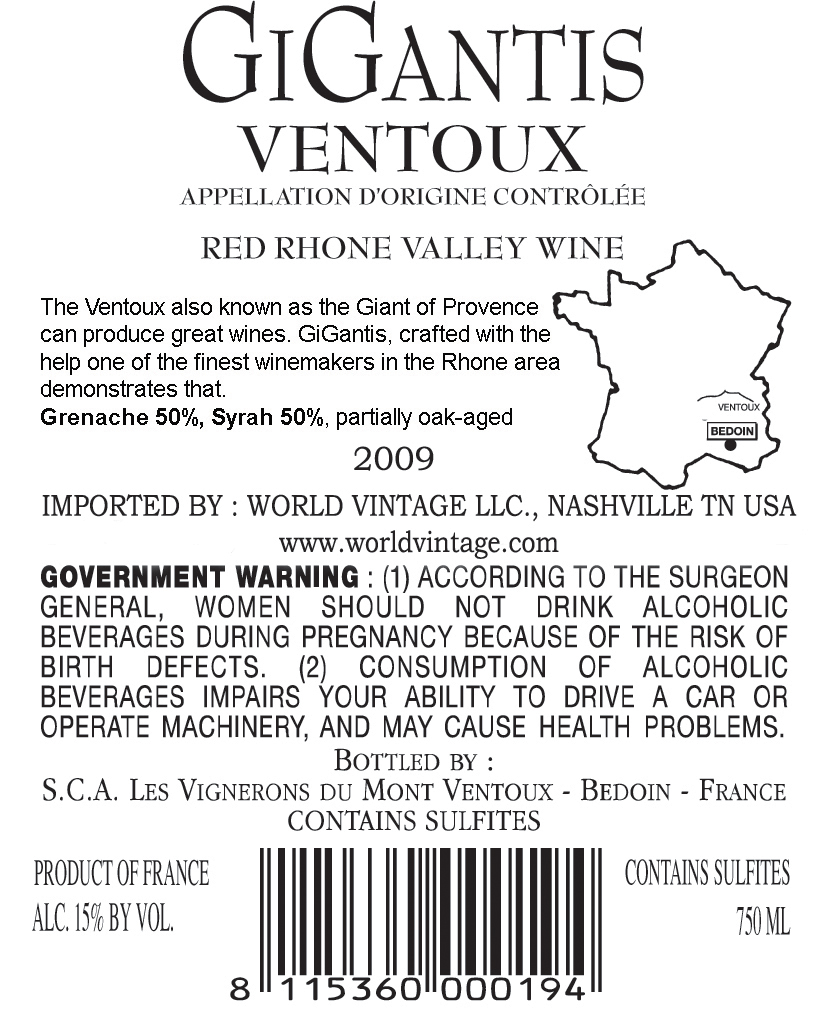 GIGANTIS
VENTOUX
APPELLATION D'ORIGINE CONTRÔLÉE
RED RHONE VALLEY WINE
The Ventoux also known as the Giant of Provence
can produce great wines. GiGantis, crafted with the
help one of the finest winemakers in the Rhone area
demonstrates that.
Grenache 50%, Syrah 50%, partially oak-aged
VENTOUX
BEDOIN
2009
IMPORTED BY : WORLD VINTAGE LLC., NASHVILLE TN USA
www.worldvintage.com
GOVERNMENT WARNING : (1) ACCORDING TO THE SURGEON
GENERAL, WOMEN SHOULD NOT DRINK ALCOHOLIC
BEVERAGES DURING PREGNANCY BECAUSE OF THE RISK OF
BIRTH DEFECTS. (2) CONSUMPTION OF ALCOHOLIC
BEVERAGES IMPAIRS YOUR ABILITY TO DRIVE A CAR OR
OPERATE MACHINERY, AND MAY CAUSE HEALTH PROBLEMS.
BOTTLED BY :
S.C.A. LES VIGNERONS DU MONT VENTOUX - BEDOIN - FRANCE
CONTAINS SULFITES
PRODUCT OF FRANCE
ALC. 15% BY VOL.
CONTAINS SULFITES
750 ML
8 115360 000194